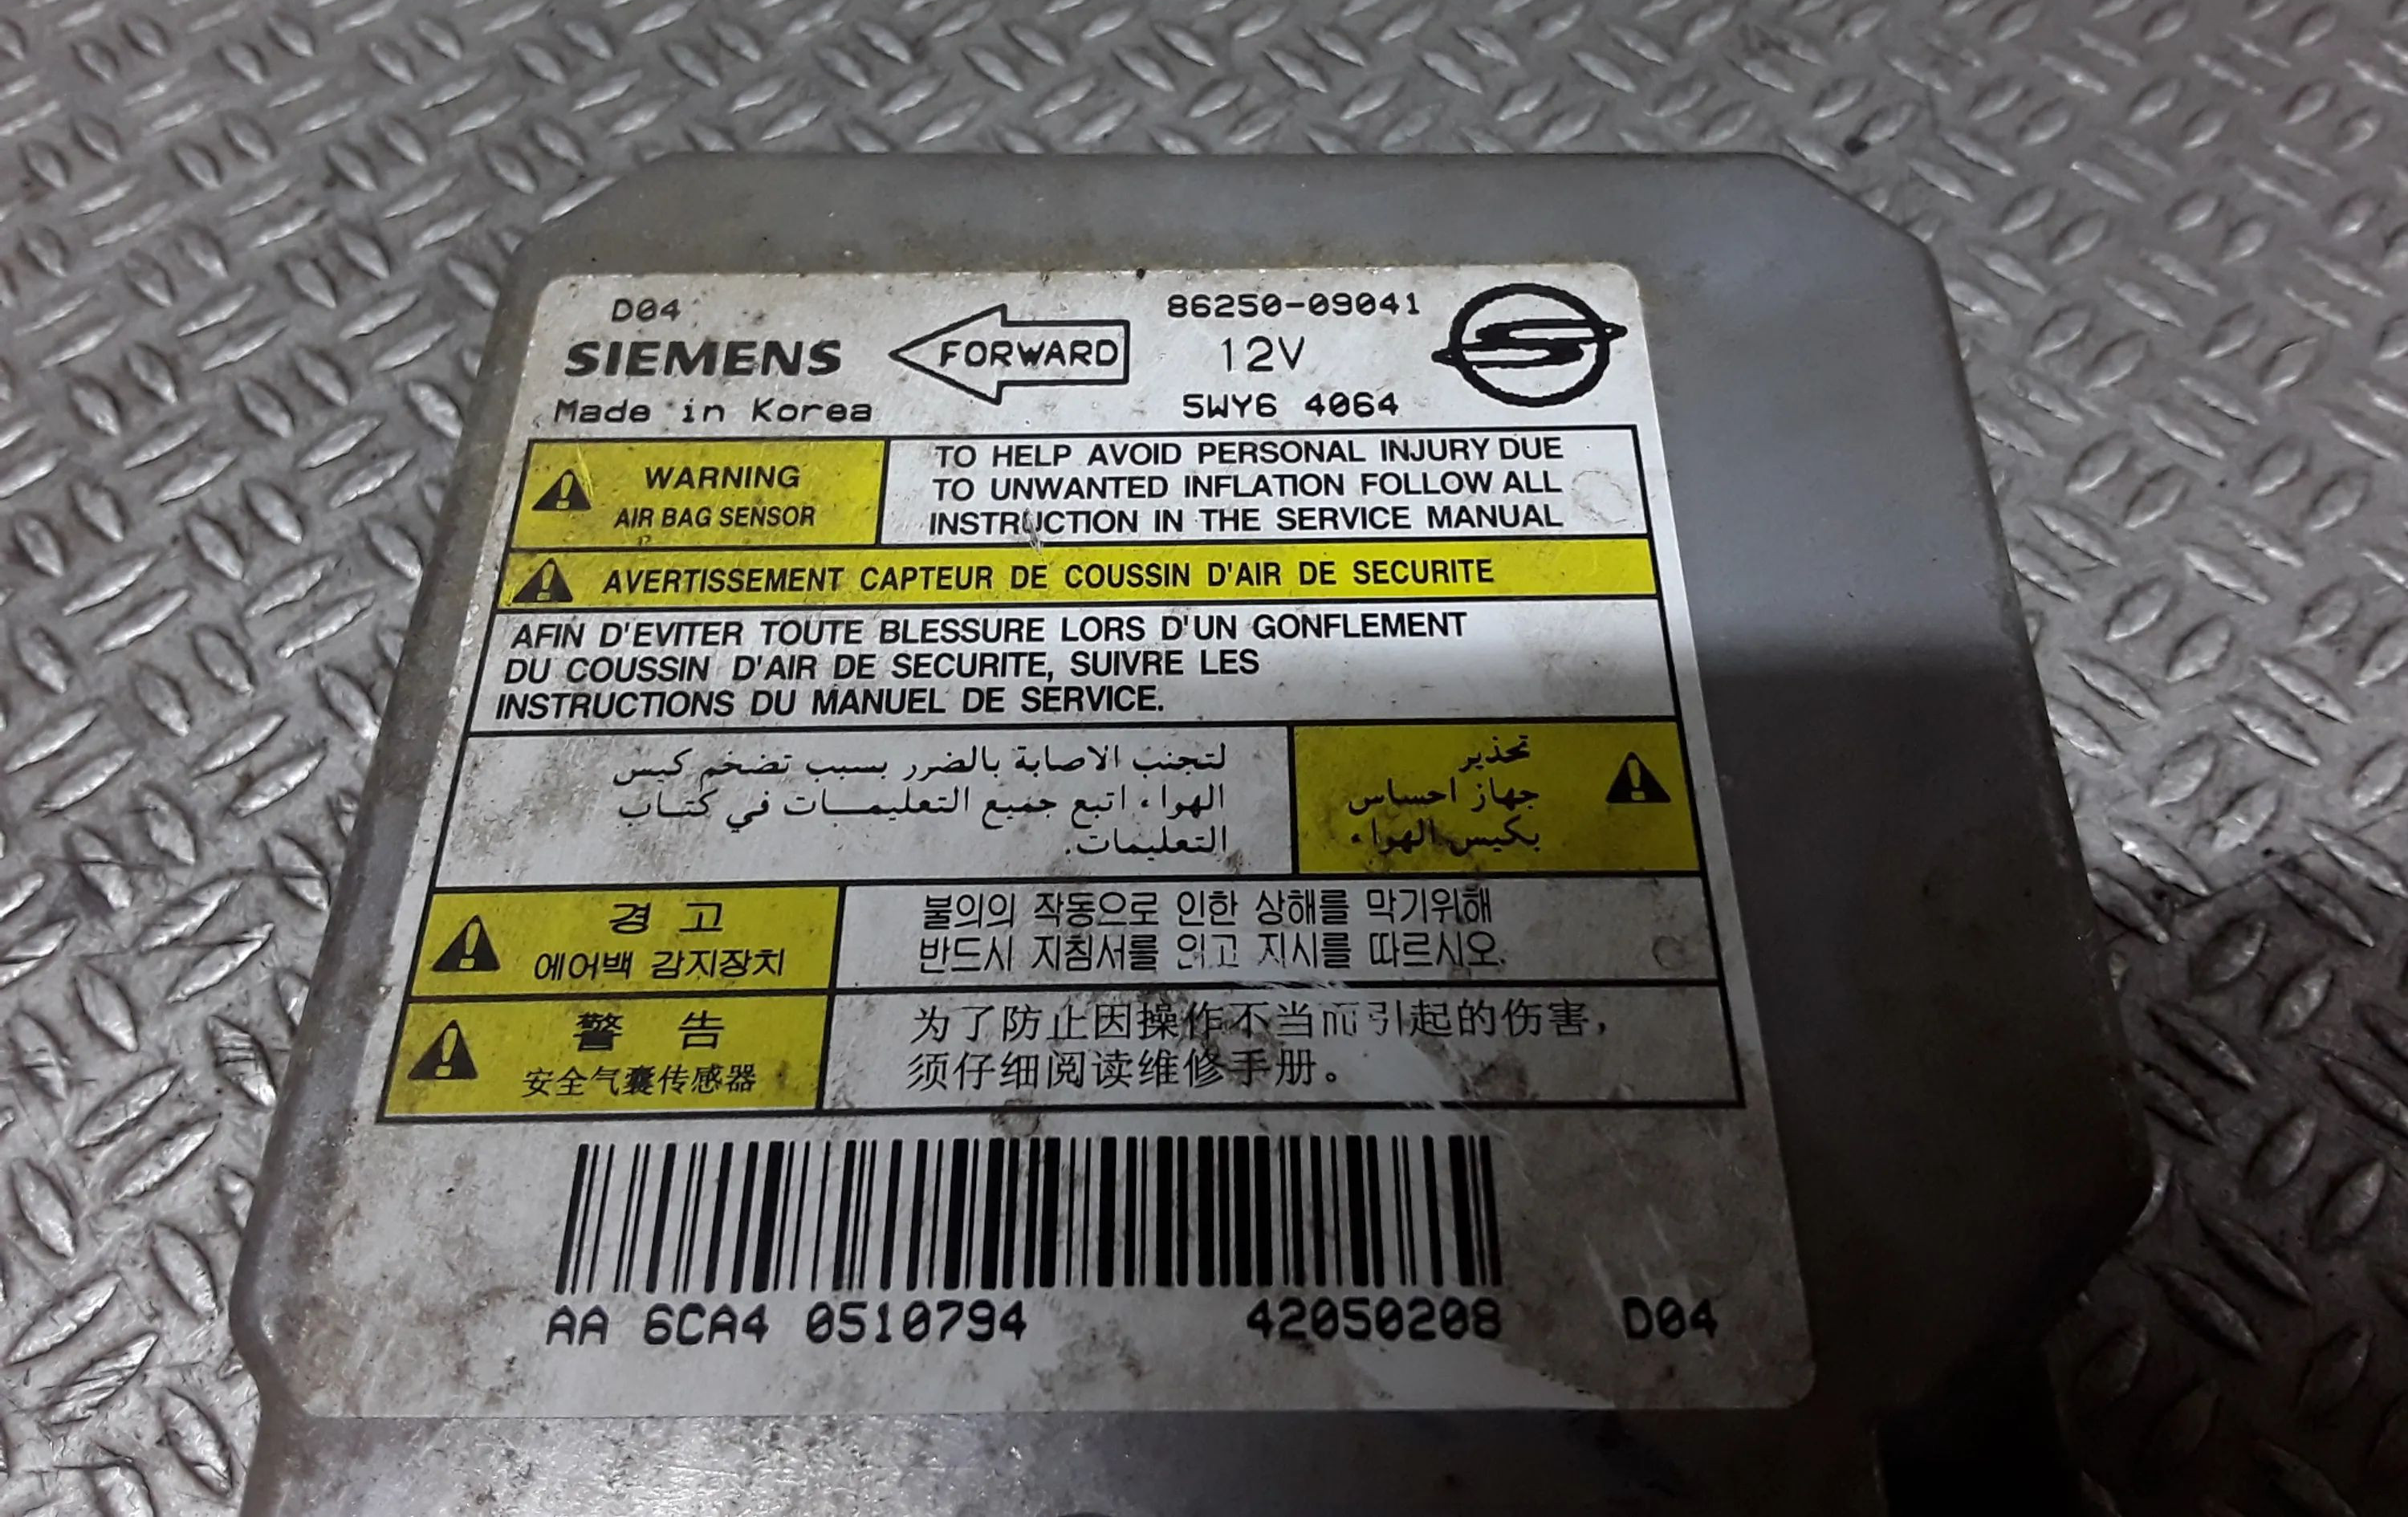 D04
SIEMENS
Made in Korea
FORWARD
86250-09041
12V
5WY6 4064
WARNING
AIR BAG SENSOR
TO HELP AVOID PERSONAL INJURY DUE
TO UNWANTED INFLATION FOLLOW ALL
INSTRUCTION IN THE SERVICE MANUAL
AVERTISSEMENT CAPTEUR DE COUSSIN D'AIR DE SECURITE
AFIN D'EVITER TOUTE BLESSURE LORS D'UN GONFLEMENT
DU COUSSIN D'AIR DE SECURITE, SUIVRE LES
INSTRUCTIONS DU MANUEL DE SERVICE.
تحذير
جهاز احساس
بكيس الهواء
لتجنب الاصابة بالضرر بسبب تضخم كيس
الهواء اتبع جميع التعليمات في كتاب
التعليمات.
경 고
에어백 감지장치
불의의 작동으로 인한 상해를 막기위해
반드시 지침서를 읽고 지시를 따르시오.
警 告
安全气囊传感器
为了防止因操作不当而引起的伤害,
须仔细阅读维修手册。
AA 6CA4 0510794 42050208 D04